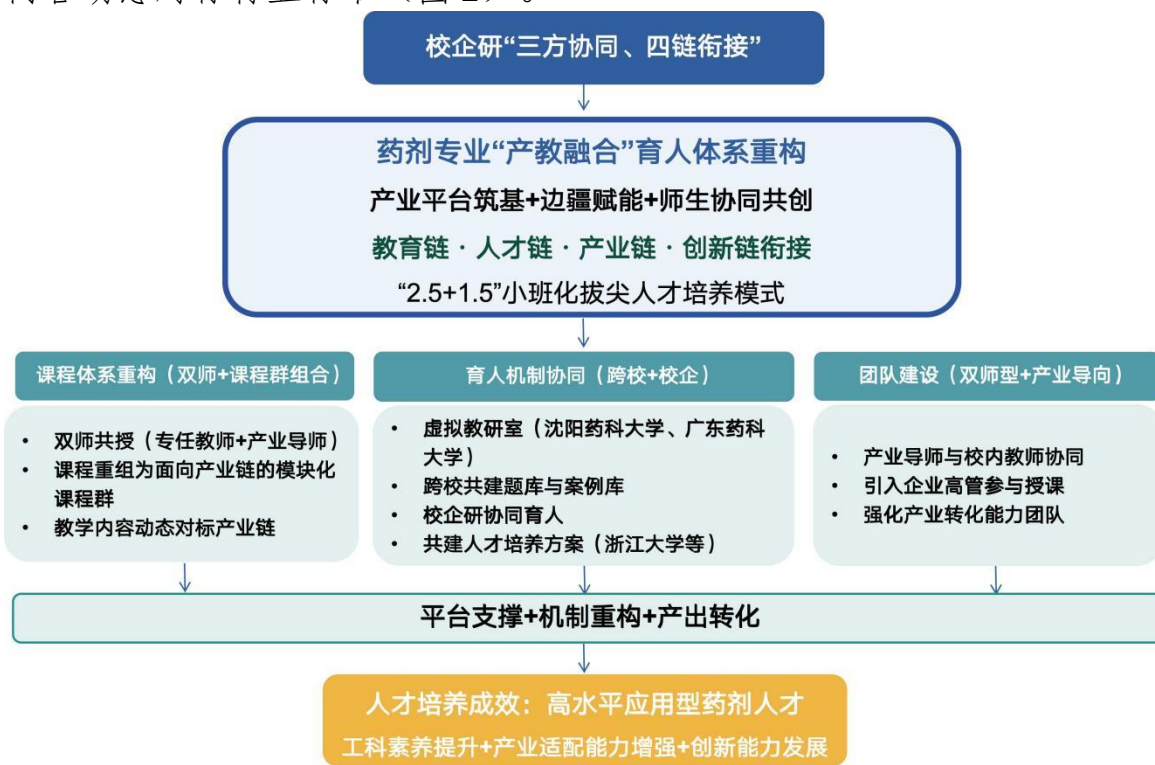 校企研“三方协同、四链衔接”
药剂专业“产教融合”育人体系重构
产业平台筑基+边疆赋能+师生协同共创
教育链·人才链·产业链·创新链衔接
“2.5+1.5”小班化拔尖人才培养模式
课程体系重构（双师+课程群组合）
• 双师共授（专任教师+产业导师）
• 课程重组为面向产业链的模块化
课程群
• 教学内容动态对标产业链
育人机制协同（跨校+校企）
• 虚拟教研室（沈阳药科大学、广东药科
大学）
• 跨校共建题库与案例库
• 校企研协同育人
• 共建人才培养方案（浙江大学等）
团队建设（双师型+产业导向）
• 产业导师与校内教师协同
• 引入企业高管参与授课
• 强化产业转化能力团队
平台支撑+机制重构+产出转化
人才培养成效：高水平应用型药剂人才
工科素养提升+产业适配能力增强+创新能力发展